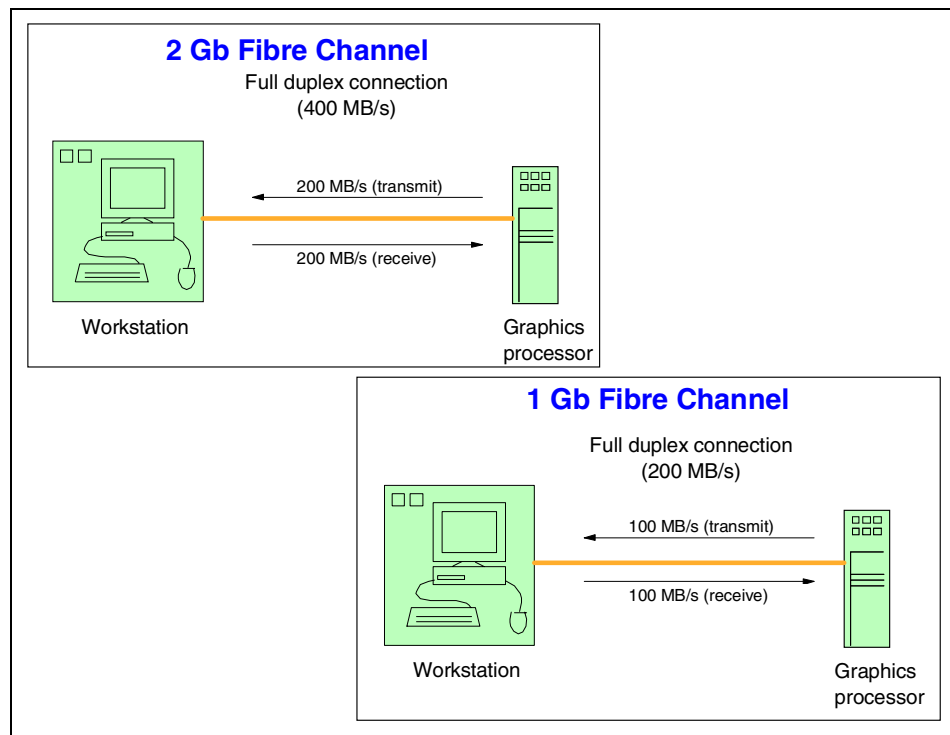 2 Gb Fibre Channel
Full duplex connection
(400 MB/s)
200 MB/s (transmit)
200 MB/s (receive)
Workstation
Graphics
processor
1 Gb Fibre Channel
Full duplex connection
(200 MB/s)
100 MB/s (transmit)
100 MB/s (receive)
Workstation
Graphics
processor